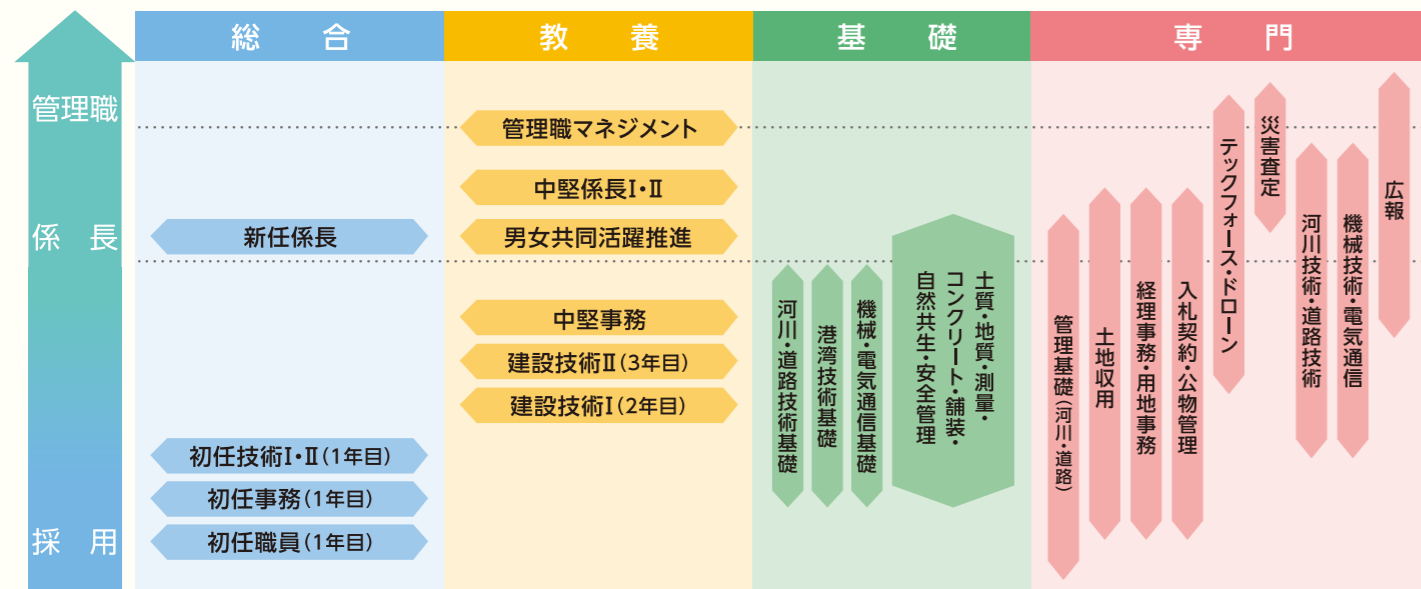 総合
教養
基礎
専門
管理職
係長
採用
新任係長
初任技術Ⅰ・Ⅱ(1年目)
初任事務(1年目)
初任職員(1年目)
管理職マネジメント
中堅係長Ⅰ・Ⅱ
男女共同活躍推進
中堅事務
建設技術Ⅱ(3年目)
建設技術Ⅰ(2年目)
河川・道路技術基礎
港湾技術基礎
機械・電気通信基礎
土質・地質・測量・
コンクリート・舗装・
自然共生・安全管理
管理基礎(河川・道路)
土地収用
経理事務・用地事務
入札契約・公物管理
テックフォース・ドローン
災害査定
河川技術・道路技術
機械技術・電気通信
広報